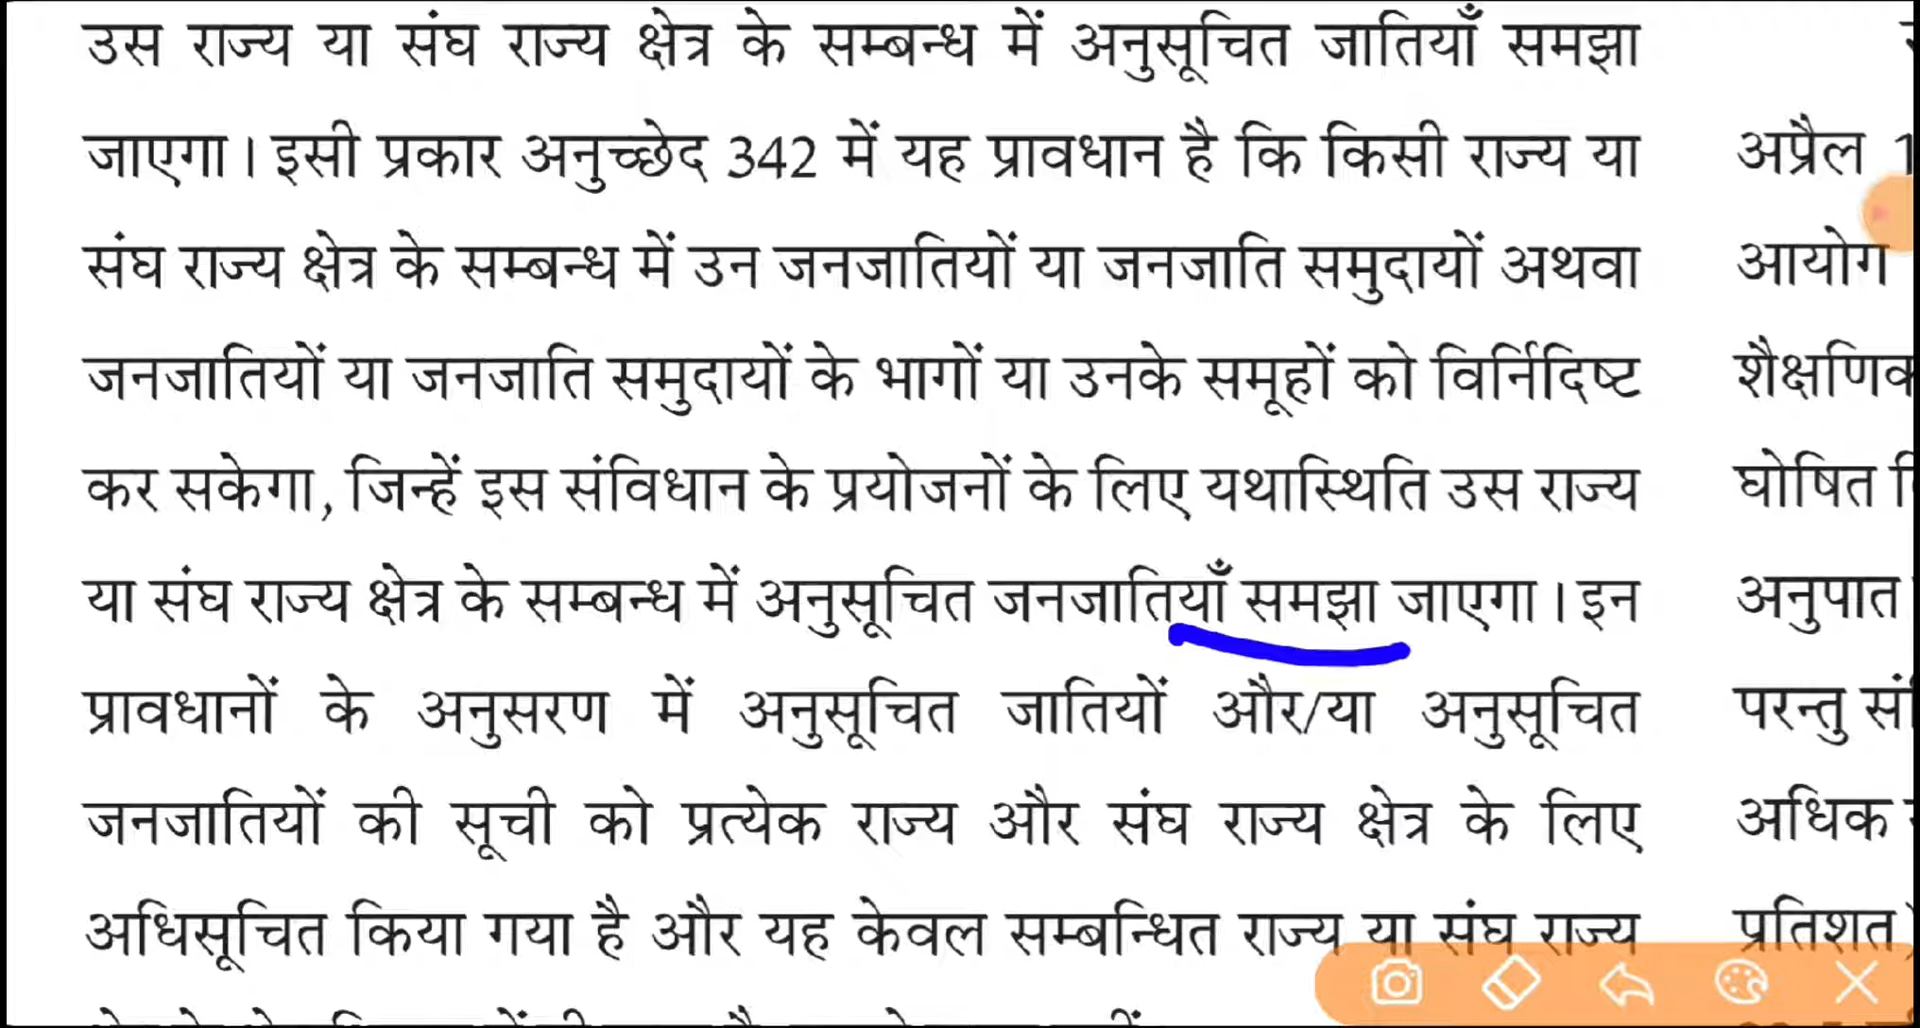 उस राज्य या संघ राज्य क्षेत्र के सम्बन्ध में अनुसूचित जातियाँ समझा
जाएगा। इसी प्रकार अनुच्छेद 342 में यह प्रावधान है कि किसी राज्य या
संघ राज्य क्षेत्र के सम्बन्ध में उन जनजातियों या जनजाति समुदायों अथवा
जनजातियों या जनजाति समुदायों के भागों या उनके समूहों को विर्निदिष्ट
कर सकेगा, जिन्हें इस संविधान के प्रयोजनों के लिए यथास्थिति उस राज्य
या संघ राज्य क्षेत्र के सम्बन्ध में अनुसूचित जनजातियाँ समझा जाएगा। इन
प्रावधानों के अनुसरण में अनुसूचित जातियों और/या अनुसूचित
जनजातियों की सूची को प्रत्येक राज्य और संघ राज्य क्षेत्र के लिए
अधिसूचित किया गया है और यह केवल सम्बन्धित राज्य या संघ राज्य
अप्रैल
आयोग
घोषित
अनुपात
परन्तु
अधिक
प्रतिशत